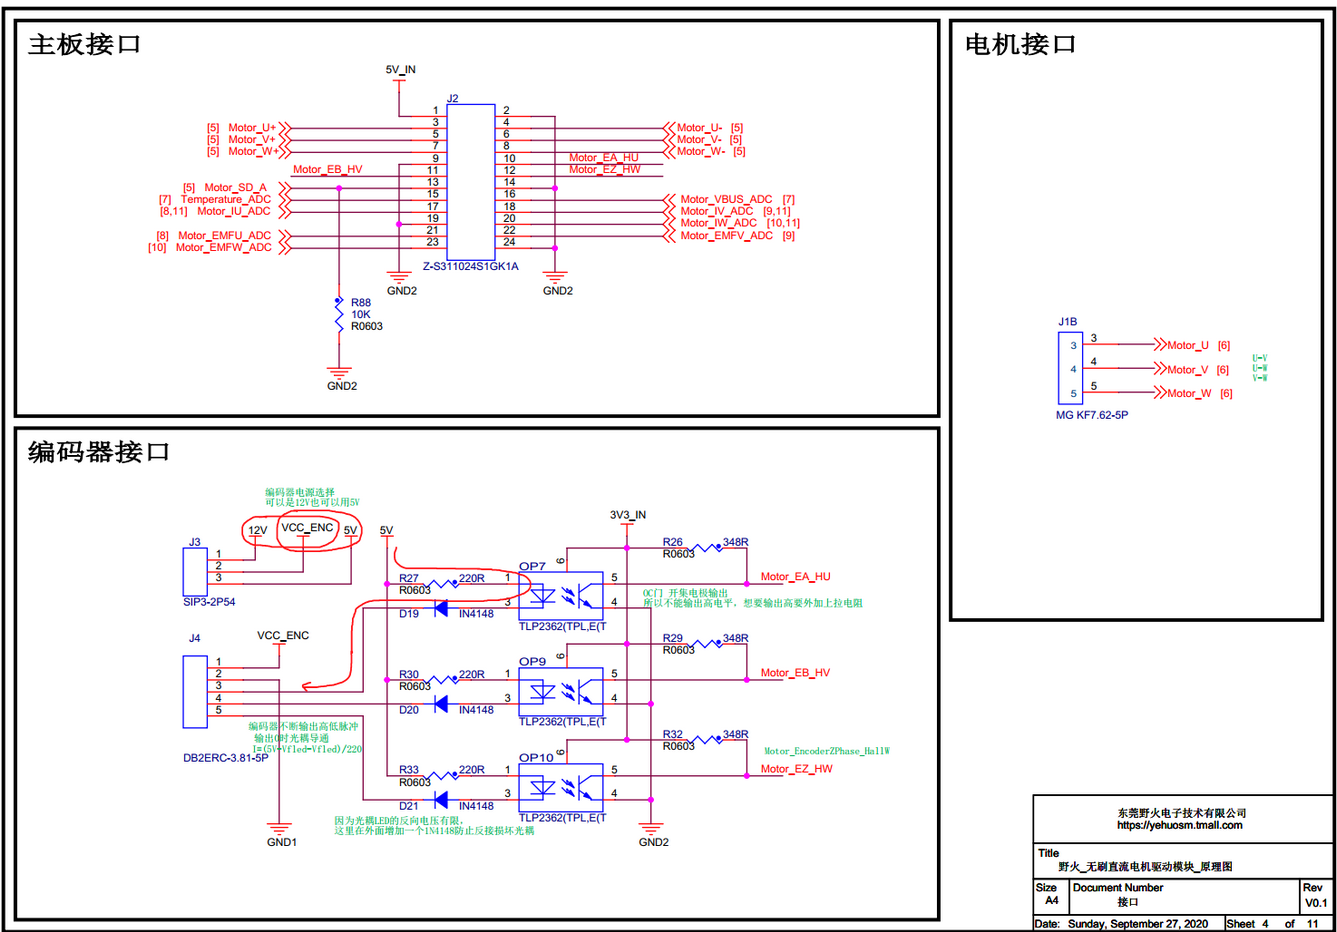 主板接口
5V_IN
J2
1 2
3 4
5 6
7 8
9 10
11 12
13 14
15 16
17 18
19 20
21 22
23 24
[5] Motor_U+
[5] Motor_V+
[5] Motor_W+
Motor_EB_HV
[5] Motor_SD_A
[7] Temperature_ADC
[8,11] Motor_IU_ADC
[8] Motor_EMFU_ADC
[10] Motor_EMFW_ADC
Motor_U- [5]
Motor_V- [5]
Motor_W- [5]
Motor_EA_HU
Motor_EZ_HW
Motor_VBUS_ADC [7]
Motor_IV_ADC [9,11]
Motor_IW_ADC [10,11]
Motor_EMFV_ADC [9]
Z-S311024S1GK1A
GND2
GND2
R88
10K
R0603
GND2
电机接口
J1B
3 3 Motor_U [6]
4 4 Motor_V [6]
5 5 Motor_W [6]
U-V
U-W
V-W
MG KF7.62-5P
编码器接口
编码器电源选择
可以是12V也可以用5V
12V VCC_ENC 5V 5V
J3
1
2
3
SIP3-2P54
J4
VCC_ENC
1
2
3
4
5
DB2ERC-3.81-5P
编码器不断输出高低脉冲
输出0时光耦导通
I=(5V-Vfled-Vfled)/220
GND1
3V3_IN
R27 220R
R0603
D19 IN4148
OP7
1 6 5
3 4
TLP2362(TPL,E(T
R26 348R
R0603
Motor_EA_HU
OC门 开集电极输出
所以不能输出高电平，想要输出高要外加上拉电阻
R30 220R
R0603
D20 IN4148
OP9
1 6 5
3 4
TLP2362(TPL,E(T
R29 348R
R0603
Motor_EB_HV
R33 220R
R0603
D21 IN4148
OP10
1 6 5
3 4
TLP2362(TPL,E(T
R32 348R
R0603
Motor_EncoderZPhase_HallW
Motor_EZ_HW
因为光耦LED的反向电压有限，
这里在外面增加一个1N4148防止反接损坏光耦
GND2
东莞野火电子技术有限公司
https://yehuosm.tmall.com
Title
野火_无刷直流电机驱动模块_原理图
Size Document Number Rev
A4 接口 V0.1
Date: Sunday, September 27, 2020 Sheet 4 of 11